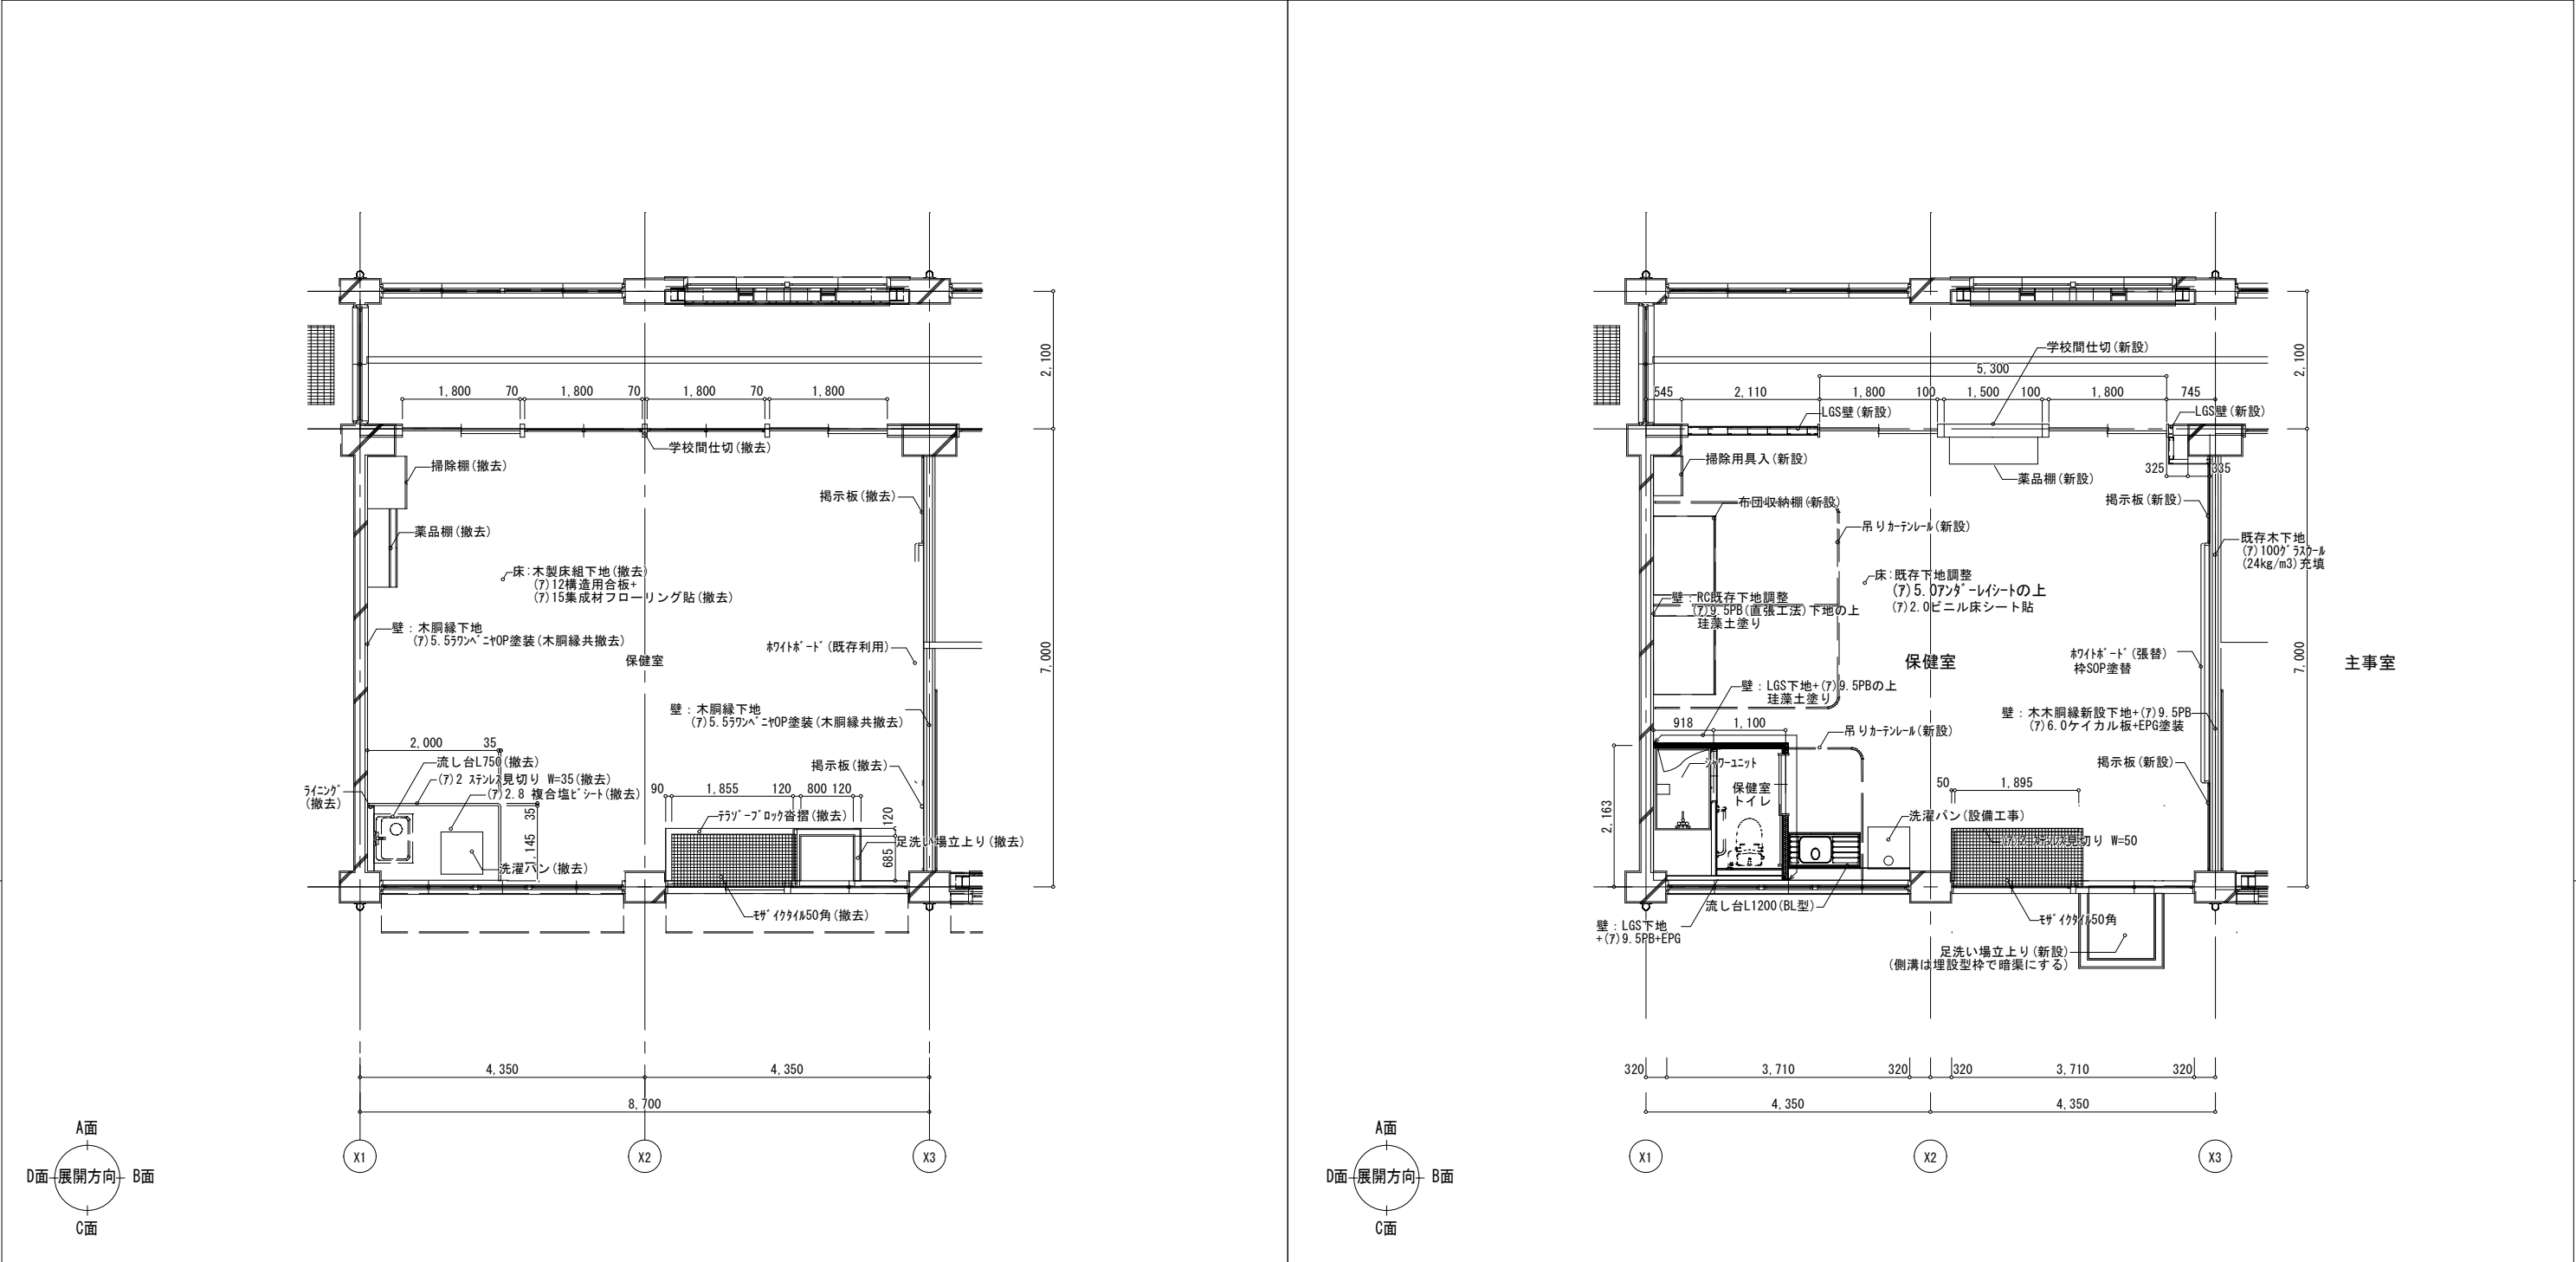 2,100
1,800 70 1,800 70 1,800 70 1,800
学校間仕切(撤去)
掃除棚(撤去)
掲示板(撤去)
薬品棚(撤去)
床:木製床組下地(撤去)
(ｱ)12構造用合板+
(ｱ)15集成材フローリング貼(撤去)
壁：木胴縁下地
(ｱ)5.5ﾗﾜﾝﾍﾞﾆﾔOP塗装(木胴縁共撤去)
保健室
ﾎﾜｲﾄﾎﾞｰﾄﾞ(既存利用)
7,000
壁：木胴縁下地
(ｱ)5.5ﾗﾜﾝﾍﾞﾆﾔOP塗装(木胴縁共撤去)
2,000 35
流し台L750(撤去)
(ｱ)2 ｽﾃﾝﾚｽ見切り W=35(撤去)
(ｱ)2.8 複合塩ﾋﾞｼｰﾄ(撤去)
ﾗｲﾆﾝｸﾞ
(撤去)
掲示板(撤去)
90 1,855 120 800 120
ﾃﾗｿﾞｰﾌﾞﾛｯｸ沓摺(撤去)
35
1,145
120
685
足洗い場立上り(撤去)
洗濯パン(撤去)
ﾓｻﾞｲｸﾀｲﾙ50角(撤去)
4,350 4,350
8,700
X1 X2 X3
A面
D面 展開方向 B面
C面
学校間仕切(新設)
2,100
5,300
545 2,110 1,800 100 1,500 100 1,800 745
LGS壁(新設)
LGS壁(新設)
掃除用具入(新設)
薬品棚(新設)
325 335
布団収納棚(新設)
掲示板(新設)
吊りｶｰﾃﾝﾚｰﾙ(新設)
既存木下地
(ｱ)100ｸﾞﾗｽｳｰﾙ
(24kg/m3)充填
床:既存下地調整
(ｱ)5.0ｱﾝﾀﾞｰﾚｲｼｰﾄの上
(ｱ)2.0ビニル床シート貼
壁：RC既存下地調整
(ｱ)9.5PB(直張工法)下地の上
珪藻土塗り
保健室
ﾎﾜｲﾄﾎﾞｰﾄﾞ(張替)
枠SOP塗替
7,000
主事室
壁：LGS下地+(ｱ)9.5PBの上
珪藻土塗り
壁：木木胴縁新設下地+(ｱ)9.5PB
(ｱ)6.0ケイカル板+EPG塗装
918 1,100
吊りｶｰﾃﾝﾚｰﾙ(新設)
ｼｬﾜｰﾕﾆｯﾄ
掲示板(新設)
保健室
トイレ
50 1,895
2,163
洗濯パン(設備工事)
(ｱ)2 ｽﾃﾝﾚｽ見切り W=50
流し台L1200(BL型)
ﾓｻﾞｲｸﾀｲﾙ50角
壁：LGS下地
+(ｱ)9.5PB+EPG
足洗い場立上り(新設)
(側溝は埋設型枠で暗渠にする)
320 3,710 320 320 3,710 320
4,350 4,350
X1 X2 X3
A面
D面 展開方向 B面
C面